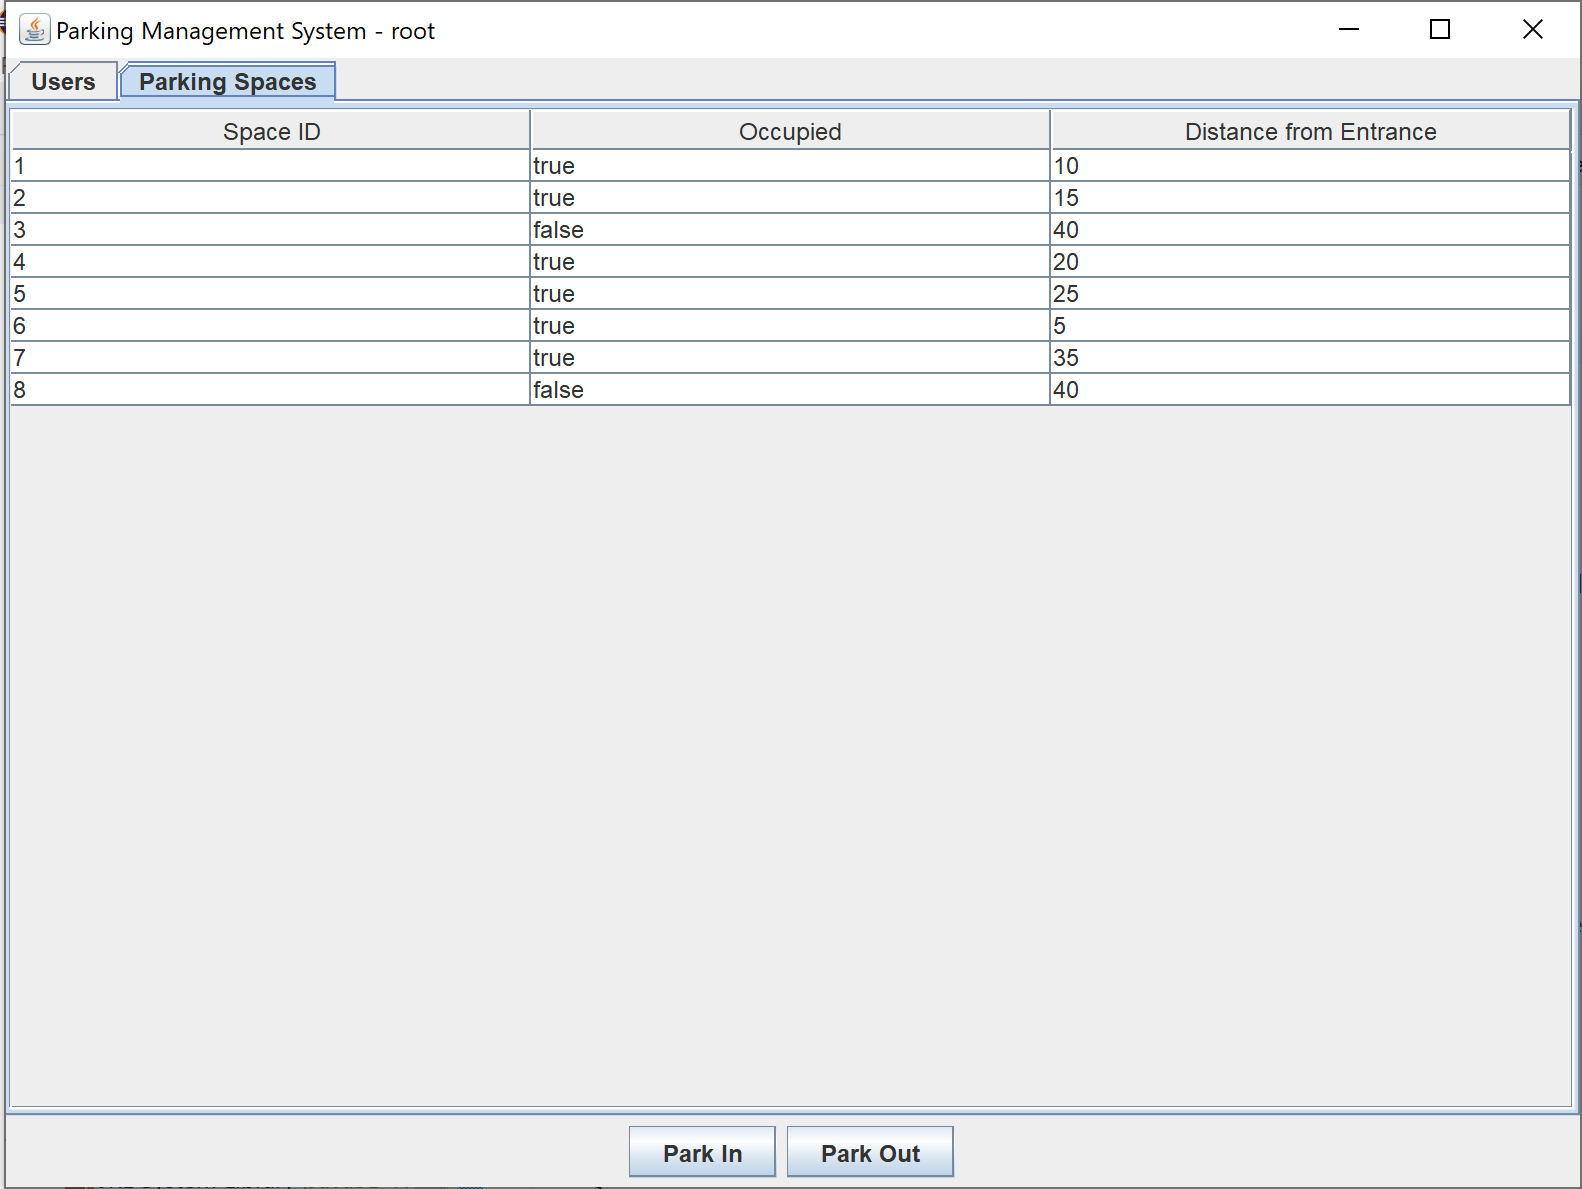 Parking Management System - root
Users Parking Spaces
Space ID Occupied Distance from Entrance
1 true 10
2 true 15
3 false 40
4 true 20
5 true 25
6 true 5
7 true 35
8 false 40
Park In Park Out